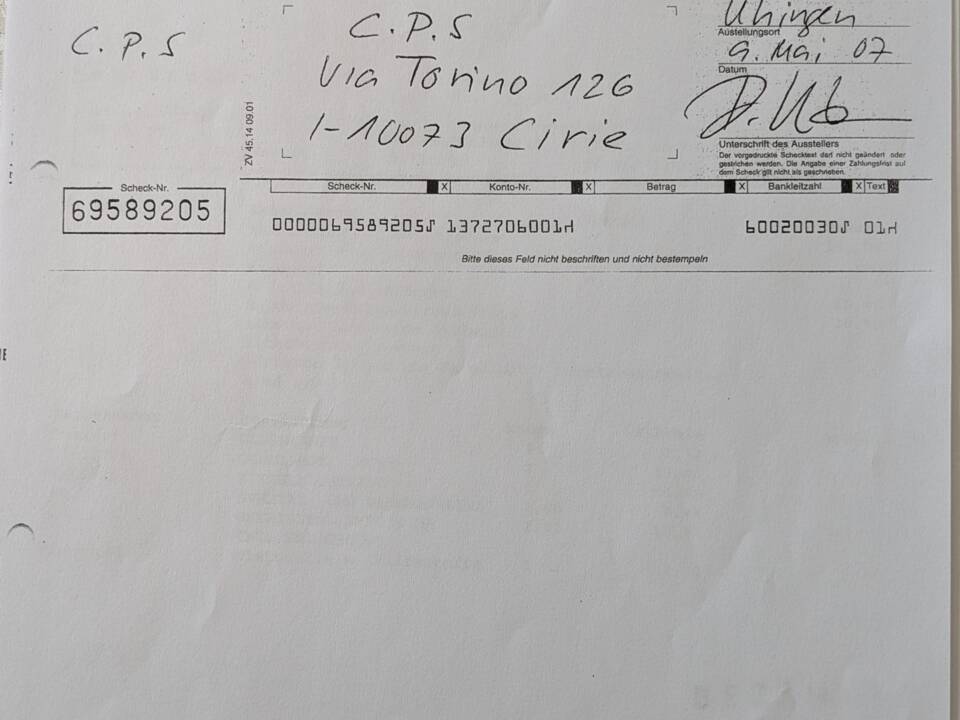 C.P.S
C.P.S
Via Torino 126
I-10073 Cirie
Uhingen
Ausstellungsort
9. Mai 07
Datum
Unterschrift des Ausstellers
Der vorgedruckte Schecktext darf nicht geändert oder
gestrichen werden. Die Angabe einer Zahlungsfrist auf
dem Scheck gilt nicht als geschrieben.
ZV 45.14 09.01
Scheck-Nr.
69589205
Scheck-Nr. X Konto-Nr. X Betrag X Bankleitzahl X Text
0000069589205 1372706001 60020030 01
Bitte dieses Feld nicht beschriften und nicht bestempeln